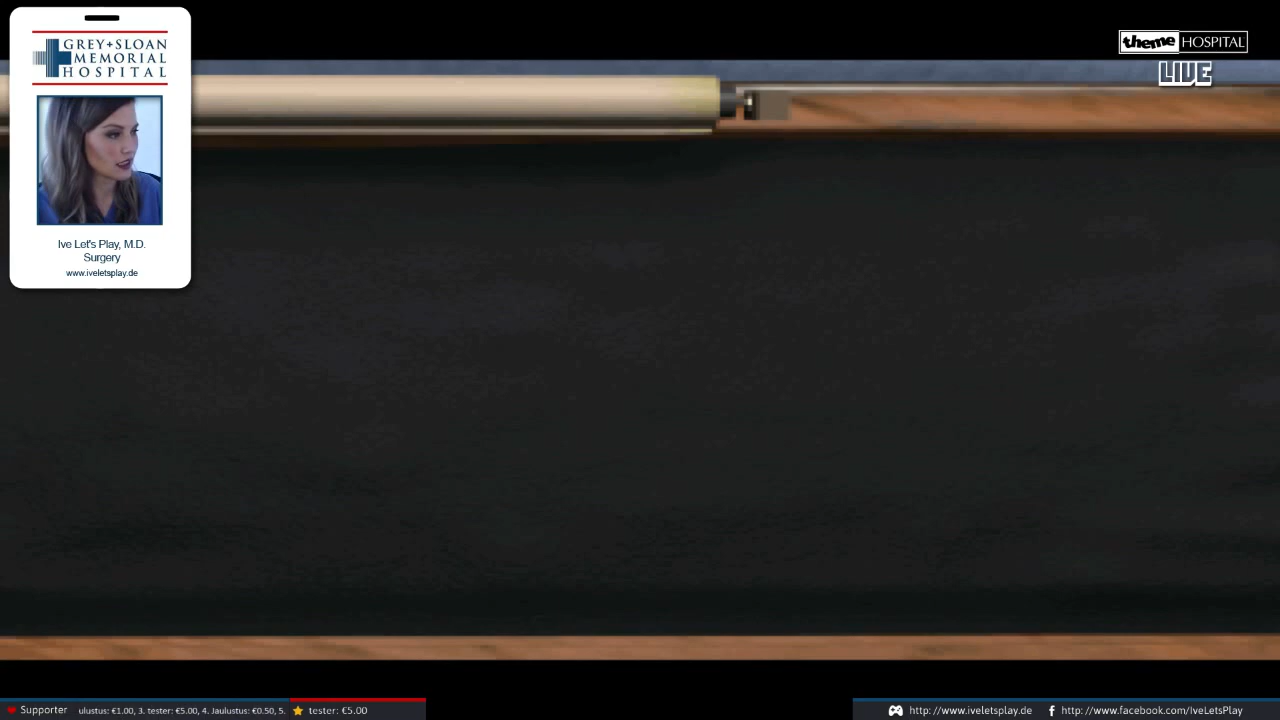 GREY+SLOAN
MEMORIAL
HOSPITAL
Ive Let's Play, M.D.
Surgery
www.iveletsplay.de
theme HOSPITAL
LIVE
Supporter
ulustus: €1.00, 3. tester: €5.00, 4. Jaulustus: €0.50, 5.
tester: €5.00
http://www.iveletsplay.de
http://www.facebook.com/IveLetsPlay